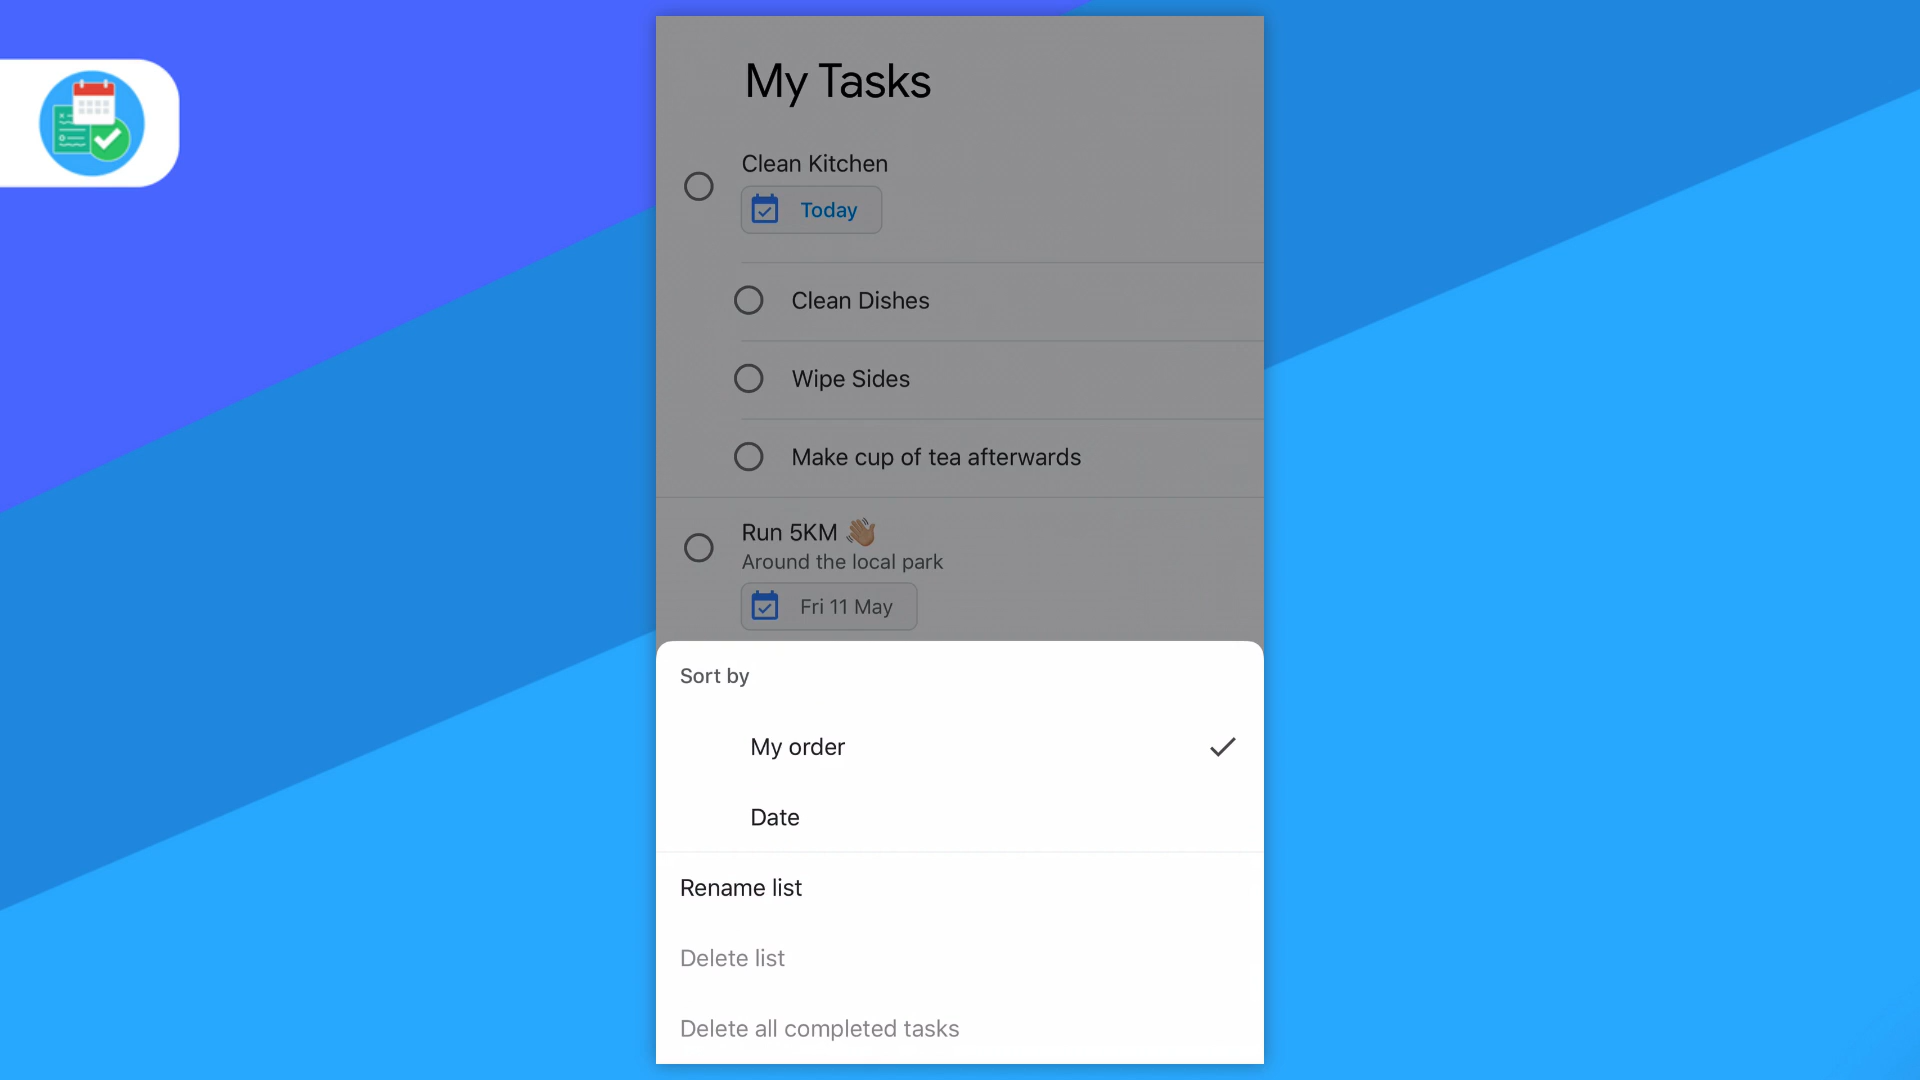 My Tasks
Clean Kitchen
Today
Clean Dishes
Wipe Sides
Make cup of tea afterwards
Run 5KM 👋🏼
Around the local park
Fri 11 May
Sort by
My order
Date
Rename list
Delete list
Delete all completed tasks